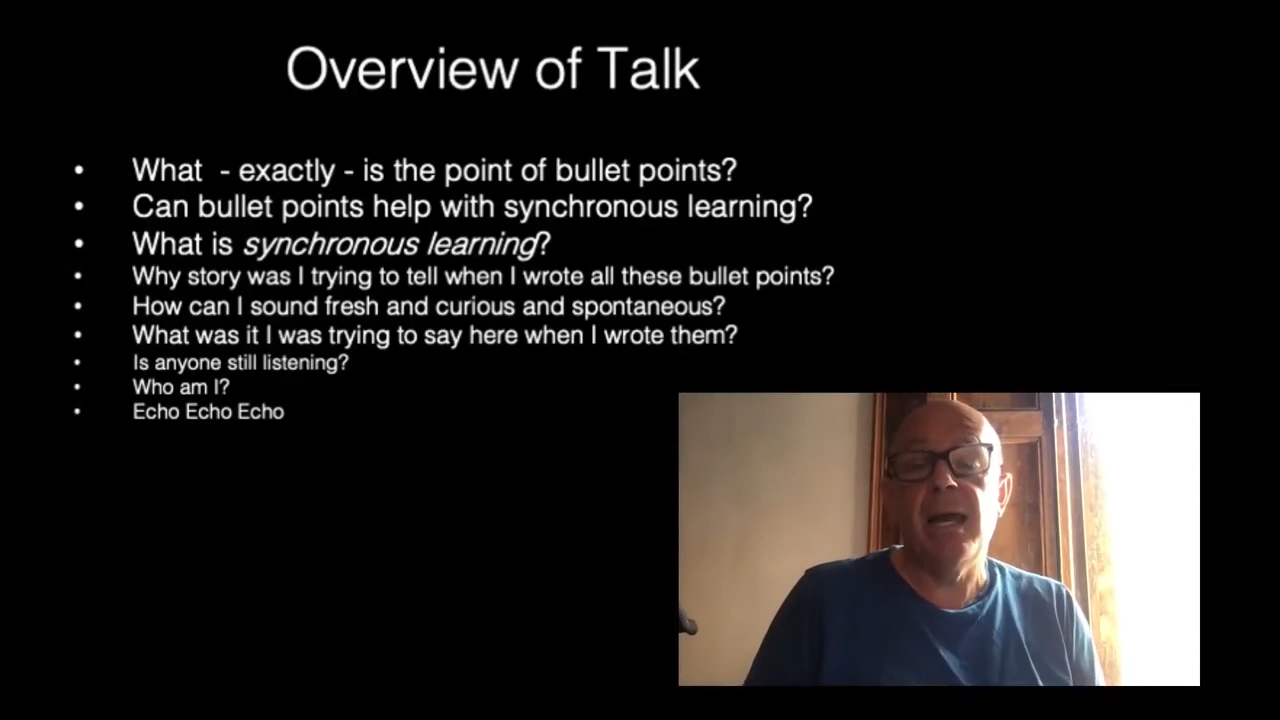 Overview of Talk
• What - exactly - is the point of bullet points?
• Can bullet points help with synchronous learning?
• What is synchronous learning?
• Why story was I trying to tell when I wrote all these bullet points?
• How can I sound fresh and curious and spontaneous?
• What was it I was trying to say here when I wrote them?
• Is anyone still listening?
• Who am I?
• Echo Echo Echo